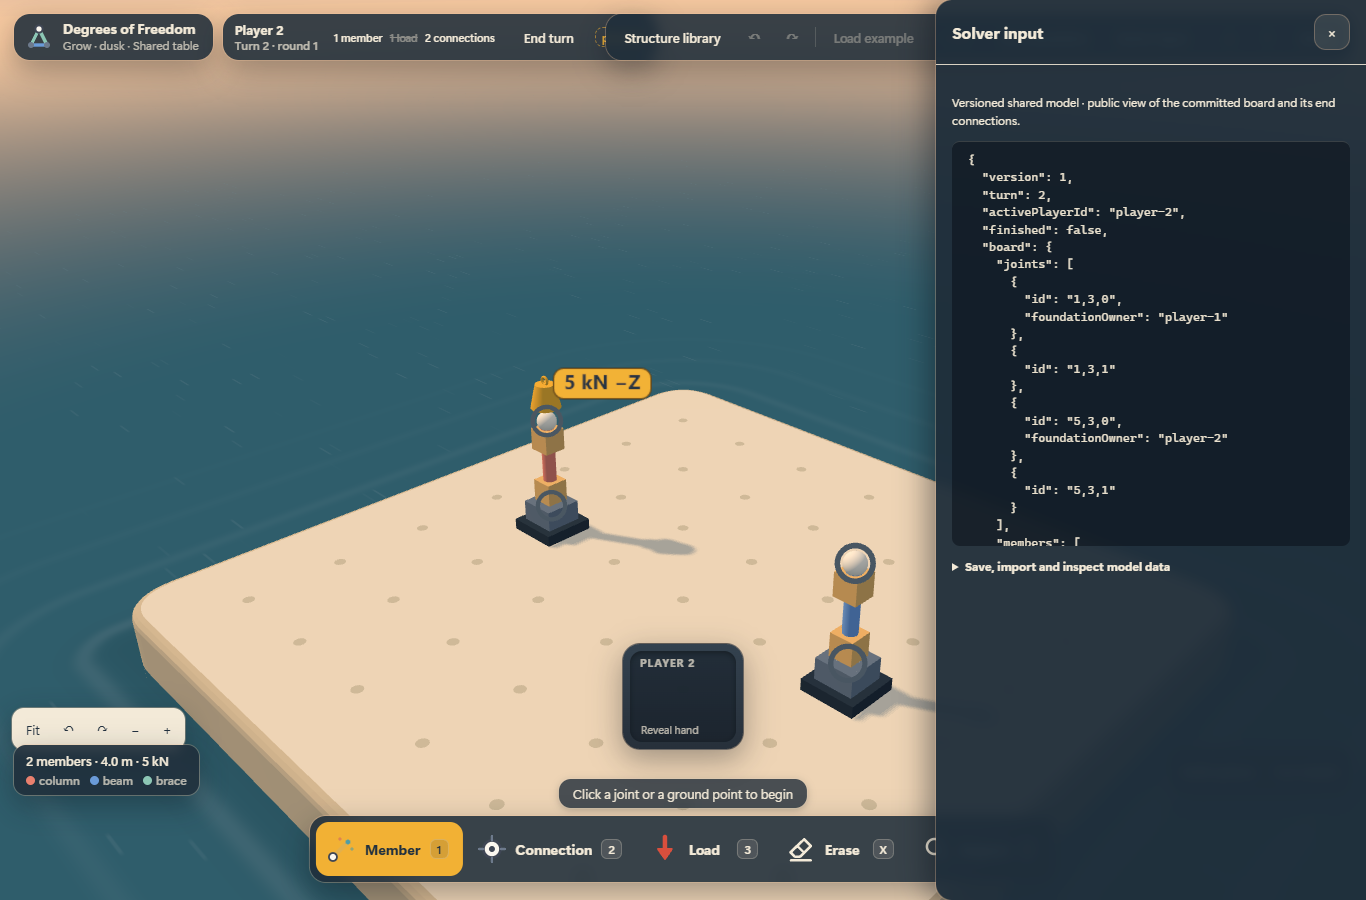 Degrees of Freedom
Grow · dusk · Shared table
Player 2
Turn 2 · round 1
1 member 1 load 2 connections
End turn
Structure library
Load example
Solver input
×
Versioned shared model · public view of the committed board and its end
connections.
{
"version": 1,
"turn": 2,
"activePlayerId": "player-2",
"finished": false,
"board": {
"joints": [
{
"id": "1,3,0",
"foundationOwner": "player-1"
},
{
"id": "1,3,1"
},
{
"id": "5,3,0",
"foundationOwner": "player-2"
},
{
"id": "5,3,1"
}
],
"members": [
Save, import and inspect model data
5 kN –Z
PLAYER 2
Reveal hand
Fit − +
2 members · 4.0 m · 5 kN
column beam brace
Click a joint or a ground point to begin
Member 1
Connection 2
Load 3
Erase X